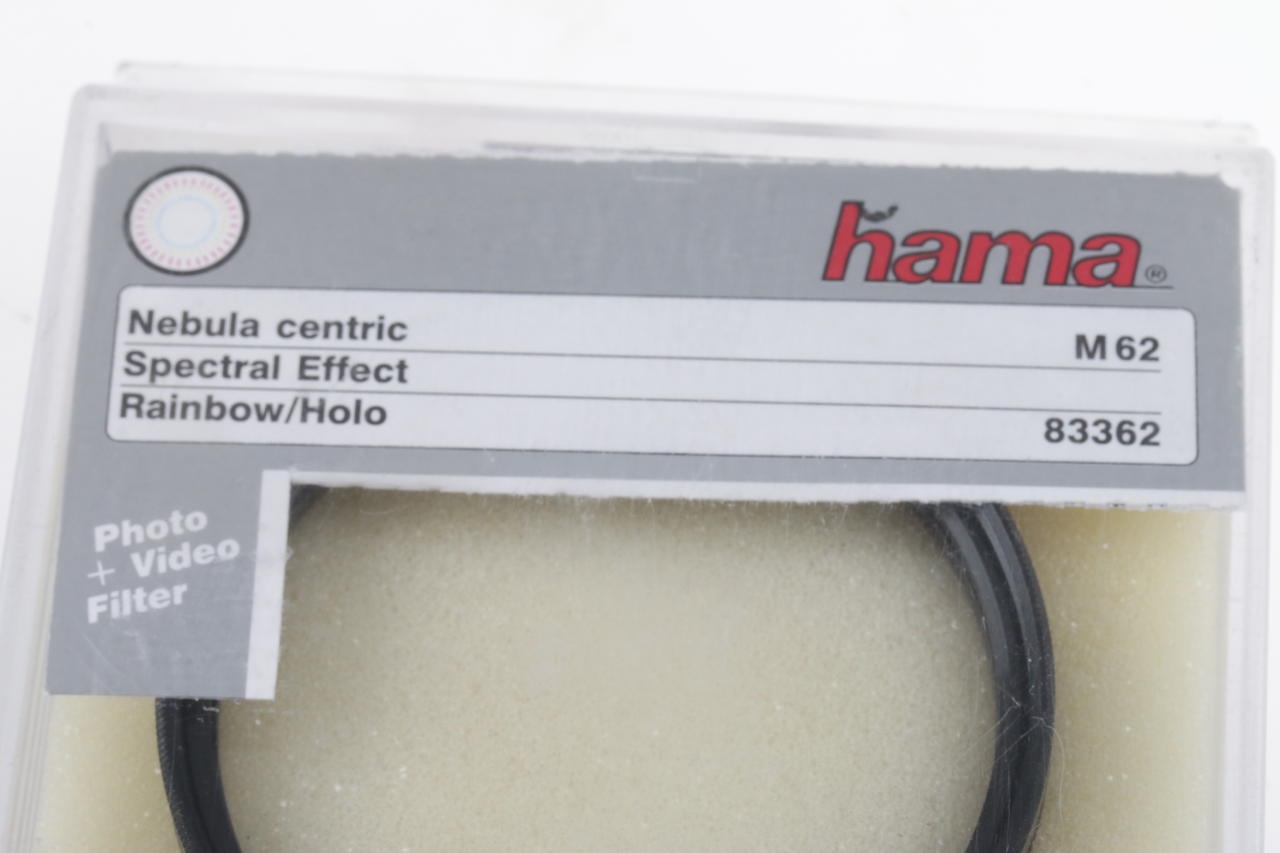 hama®
Nebula centric M 62
Spectral Effect
Rainbow/Holo 83362
Photo
+ Video
Filter